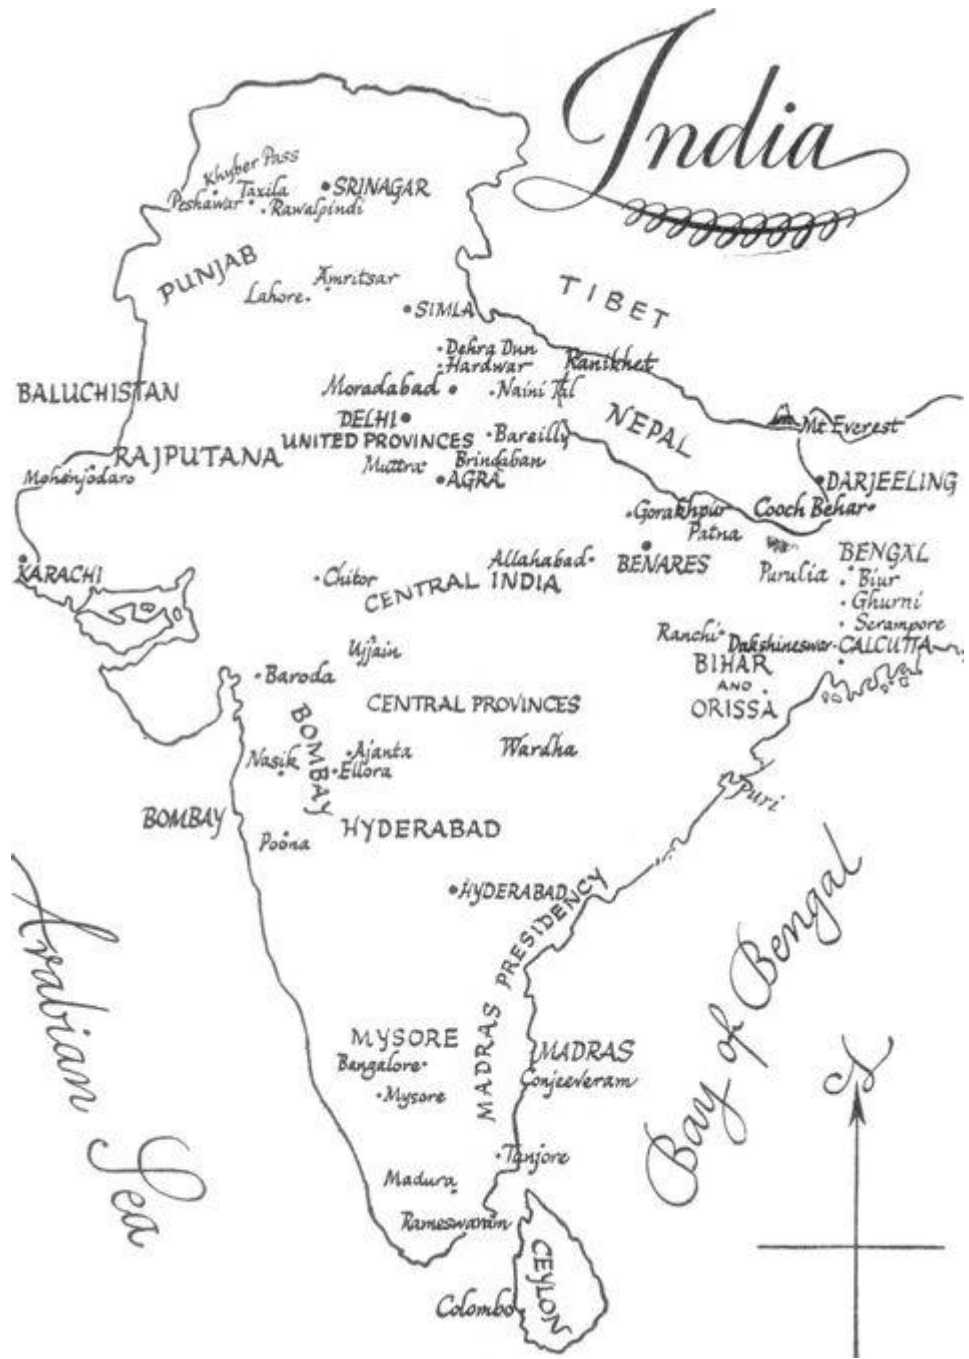 India
Khyber Pass
Taxila
SRINAGAR
Peshawar
Rawalpindi
PUNJAB
Amritsar
Lahore
TIBET
SIMLA
Dehra Dun
Hardwar
Ranikhet
BALUCHISTAN
Moradabad
Naini Tal
DELHI
NEPAL
Mt Everest
UNITED PROVINCES
Bareilly
RAJPUTANA
Muttra
Brindaban
Mohenjodaro
AGRA
DARJEELING
Gorakhpur
Cooch Behar
Patna
KARACHI
Chitor
CENTRAL INDIA
Allahabad
BENARES
Purulia
BENGAL
Biur
Ghurni
Serampore
Ranchi
Dakshineswar
CALCUTTA
Ujjain
BIHAR
AND
ORISSA
Baroda
CENTRAL PROVINCES
BOMBAY
Nasik
Ajanta
Ellora
Wardha
Puri
BOMBAY
Poona
HYDERABAD
HYDERABAD
MADRAS PRESIDENCY
Arabian Sea
Bay of Bengal
MYSORE
Bangalore
Mysore
MADRAS
Conjeeveram
Tanjore
Madura
Rameswaram
CEYLON
Colombo